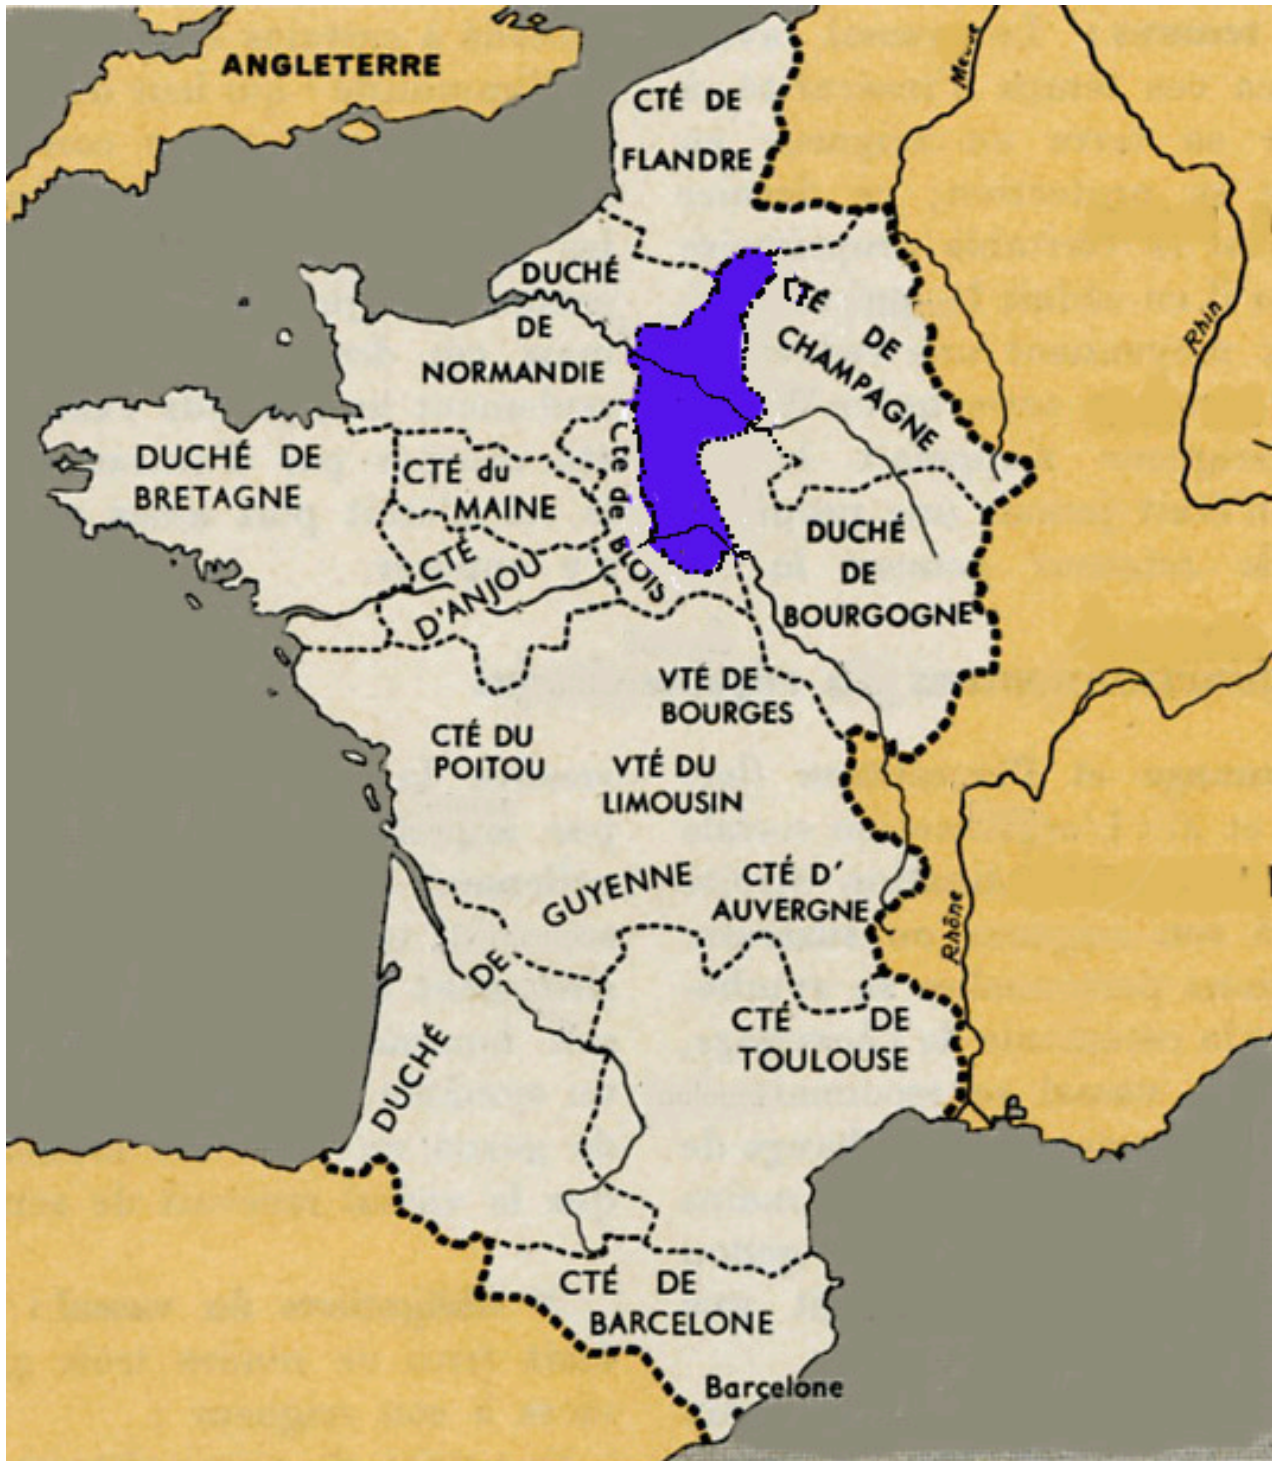 ANGLETERRE
CTÉ DE
FLANDRE
Meuse
Rhin
DUCHÉ
DE
NORMANDIE
CTÉ
DE
CHAMPAGNE
DUCHÉ DE
BRETAGNE
CTÉ du
MAINE
Cte de
BLOIS
CTÉ
D'ANJOU
DUCHÉ
DE
BOURGOGNE
VTÉ DE
BOURGES
CTÉ DU
POITOU
VTÉ DU
LIMOUSIN
CTÉ D'
AUVERGNE
DUCHÉ DE GUYENNE
Rhône
CTÉ DE
TOULOUSE
CTÉ DE
BARCELONE
Barcelone